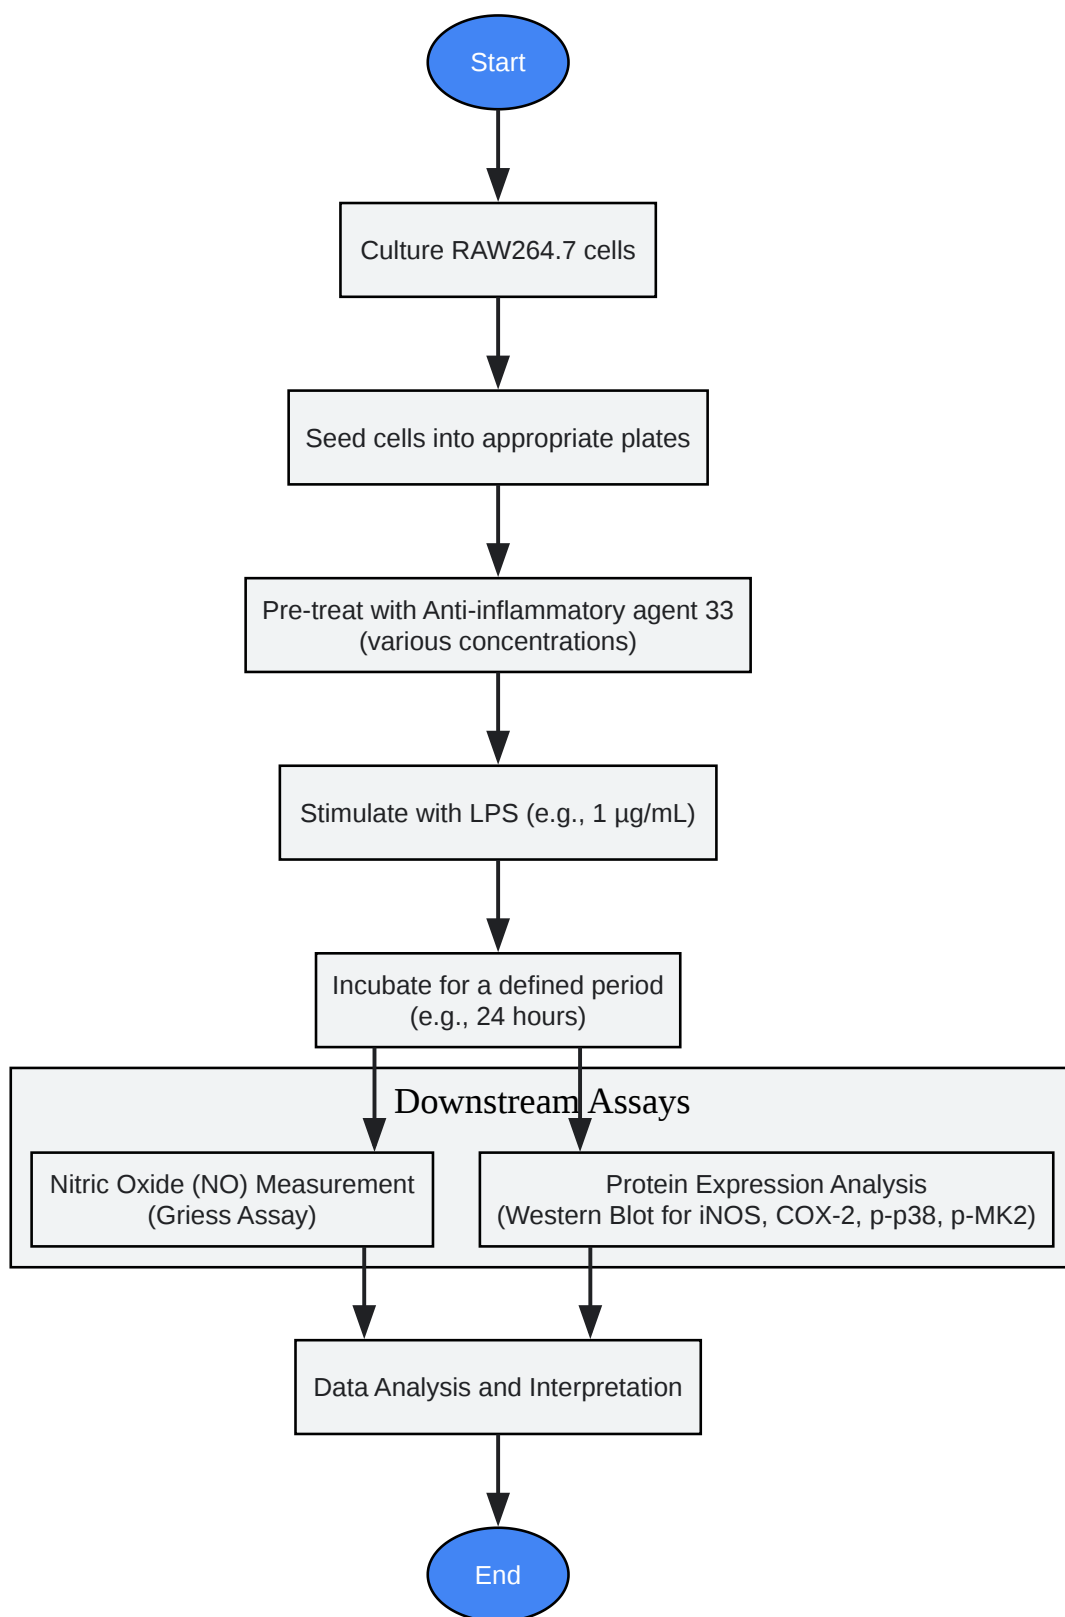 Start
Culture RAW264.7 cells
Seed cells into appropriate plates
Pre-treat with Anti-inflammatory agent 33
(various concentrations)
Stimulate with LPS (e.g., 1 µg/mL)
Incubate for a defined period
(e.g., 24 hours)
Downstream Assays
Nitric Oxide (NO) Measurement
(Griess Assay)
Protein Expression Analysis
(Western Blot for iNOS, COX-2, p-p38, p-MK2)
Data Analysis and Interpretation
End